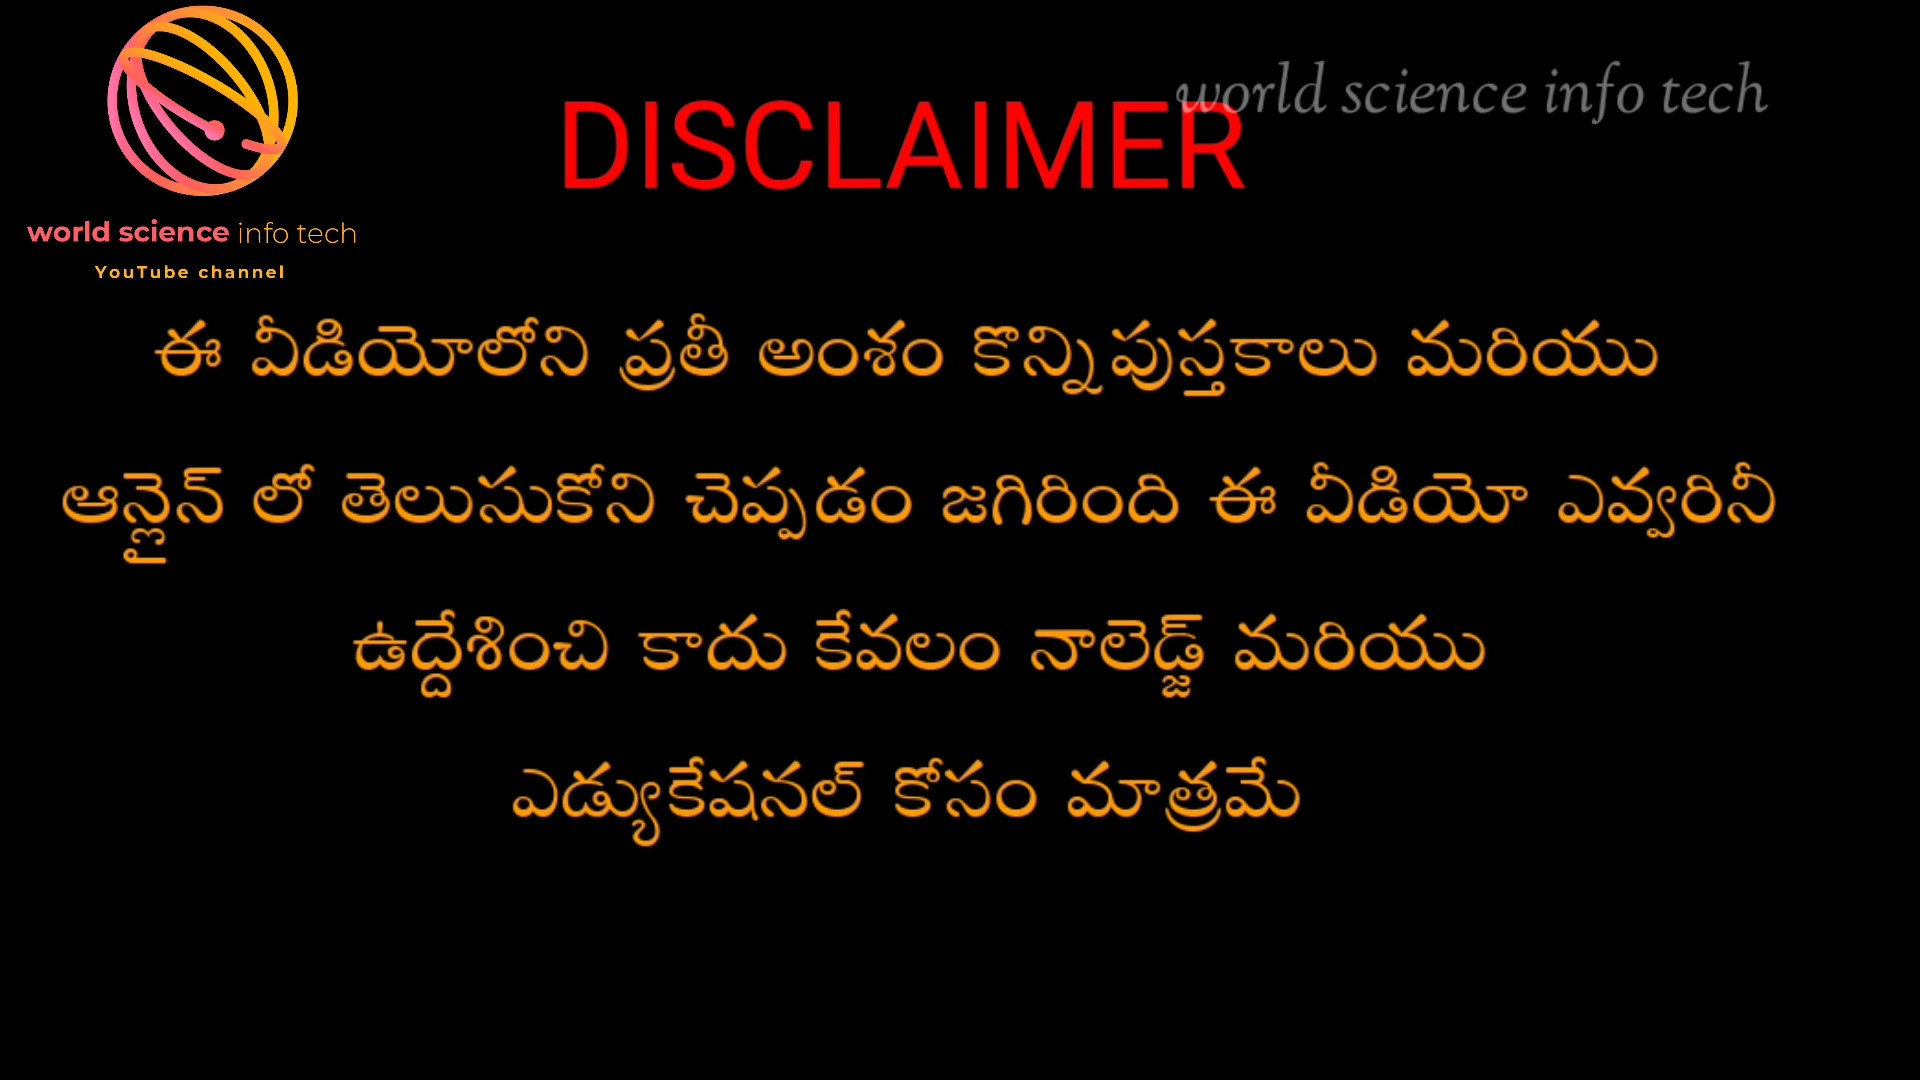 world science info tech
DISCLAIMER
world science info tech
YouTube channel
ఈ వీడియోలోని ప్రతీ అంశం కొన్నిపుస్తకాలు మరియు
ఆన్లైన్ లో తెలుసుకోని చెప్పడం జగిరింది ఈ వీడియో ఎవ్వరినీ
ఉద్దేశించి కాదు కేవలం నాలెడ్జ్ మరియు
ఎడ్యుకేషనల్ కోసం మాత్రమే